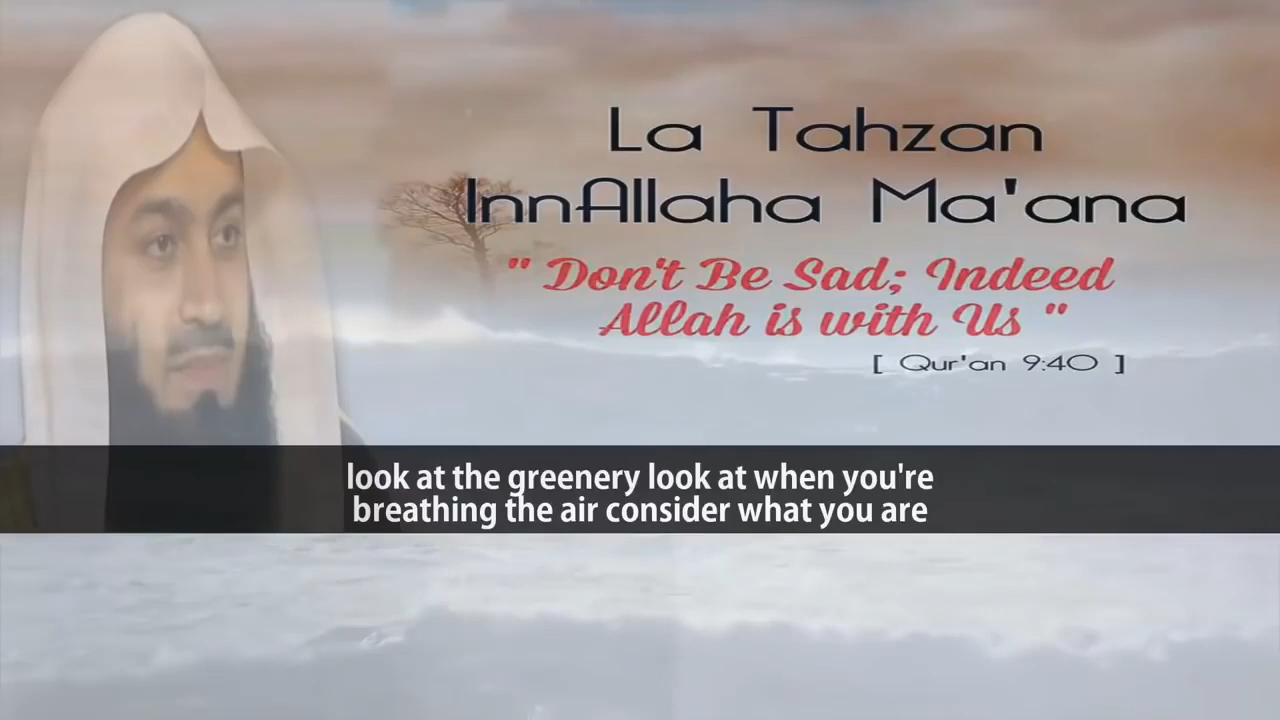 La Tahzan
InnAllaha Ma'ana
" Don't Be Sad; Indeed
Allah is with Us "
[ Qur'an 9:40 ]
look at the greenery look at when you're
breathing the air consider what you are